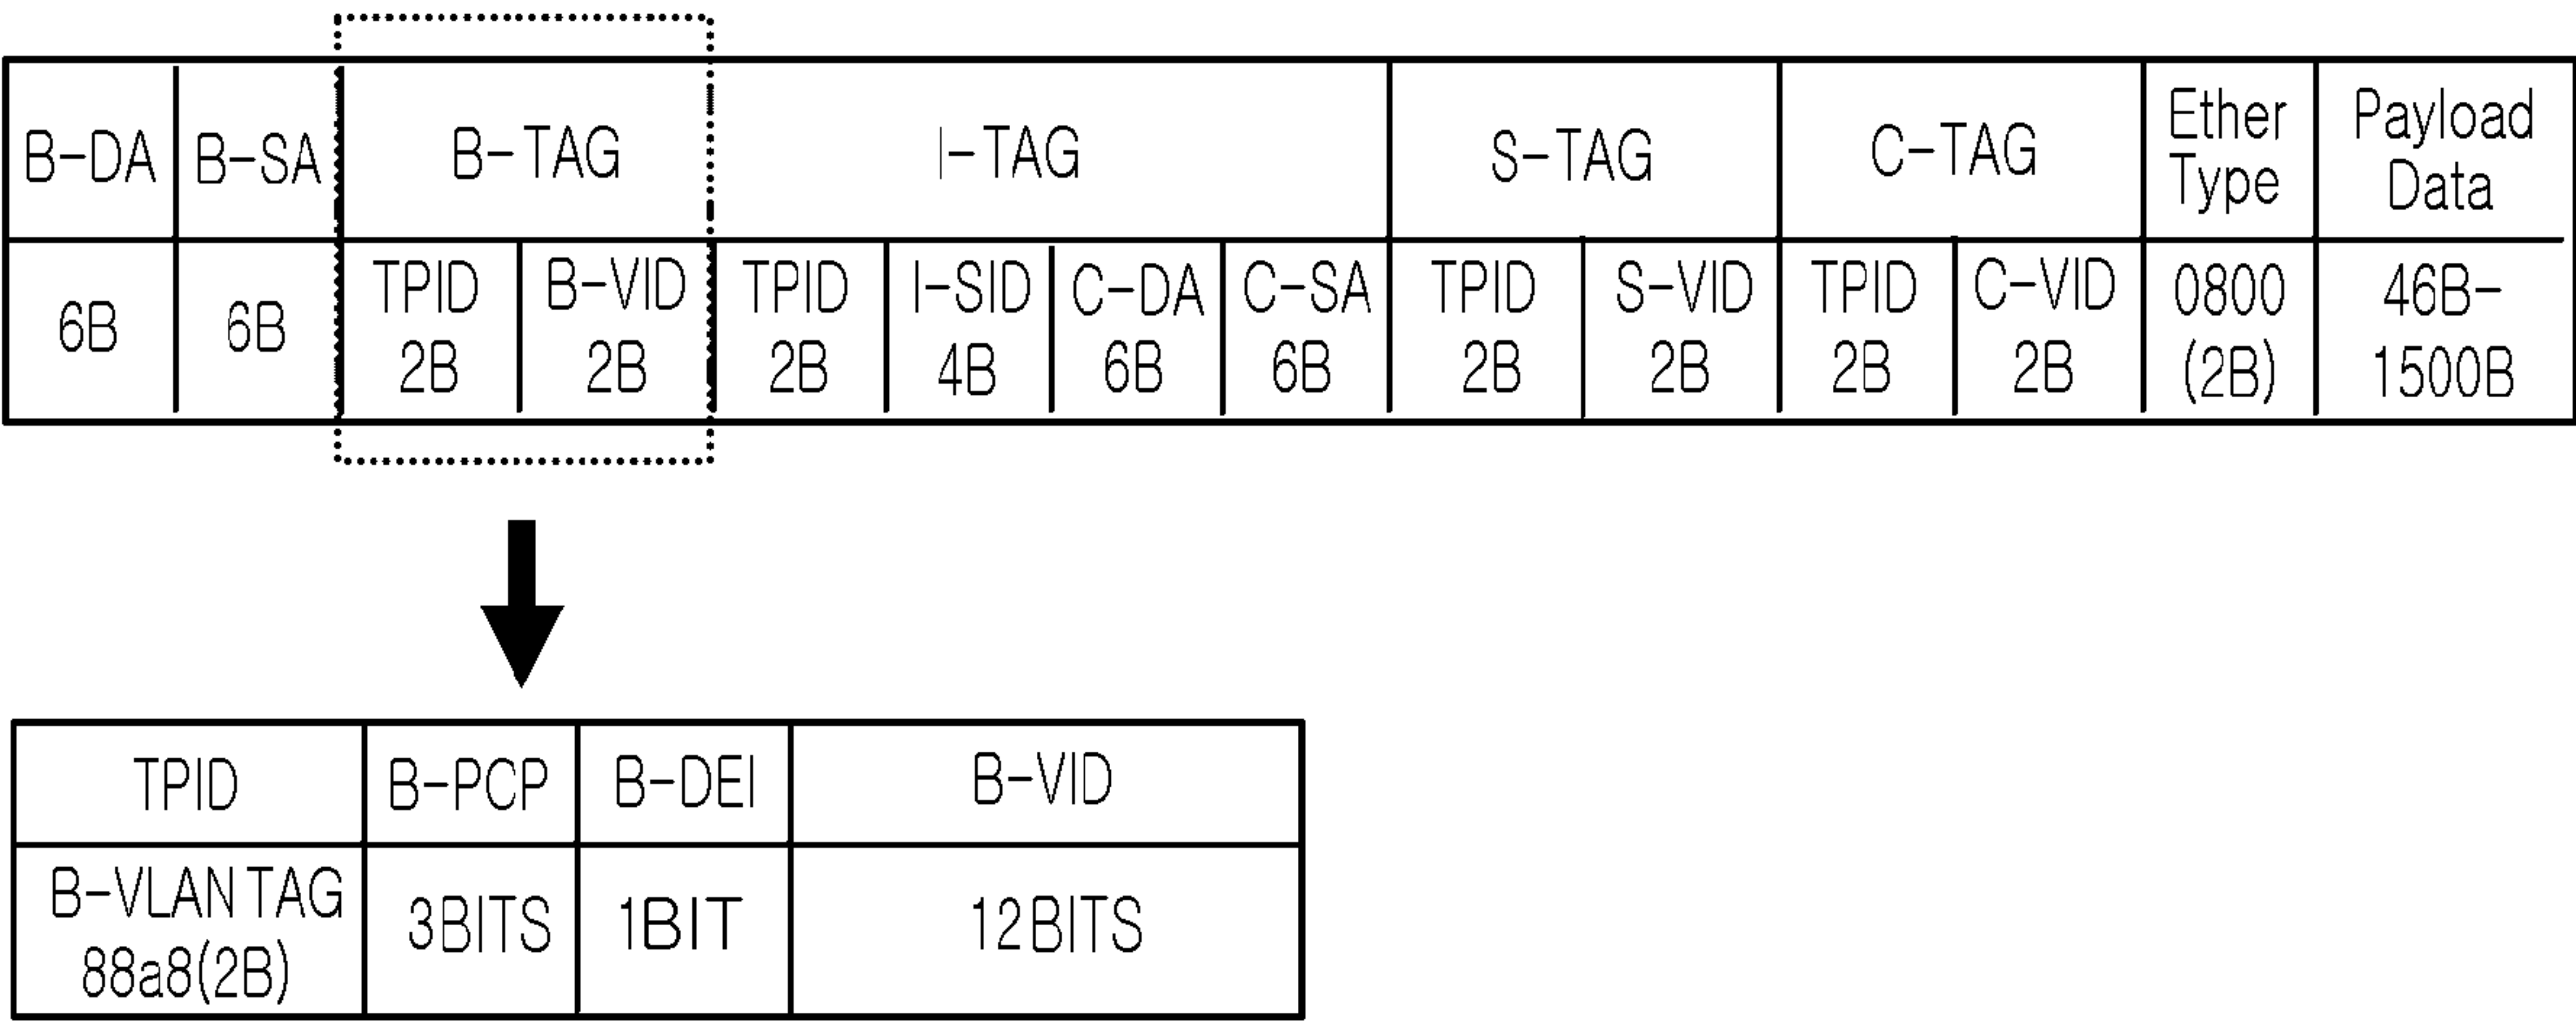 B-DA B-SA B-TAG I-TAG S-TAG C-TAG Ether Type Payload Data
6B 6B TPID 2B B-VID 2B TPID 2B I-SID 4B C-DA 6B C-SA 6B TPID 2B S-VID 2B TPID 2B C-VID 2B 0800 (2B) 46B-1500B
TPID B-PCP B-DEI B-VID
B-VLAN TAG 88a8(2B) 3BITS 1BIT 12BITS